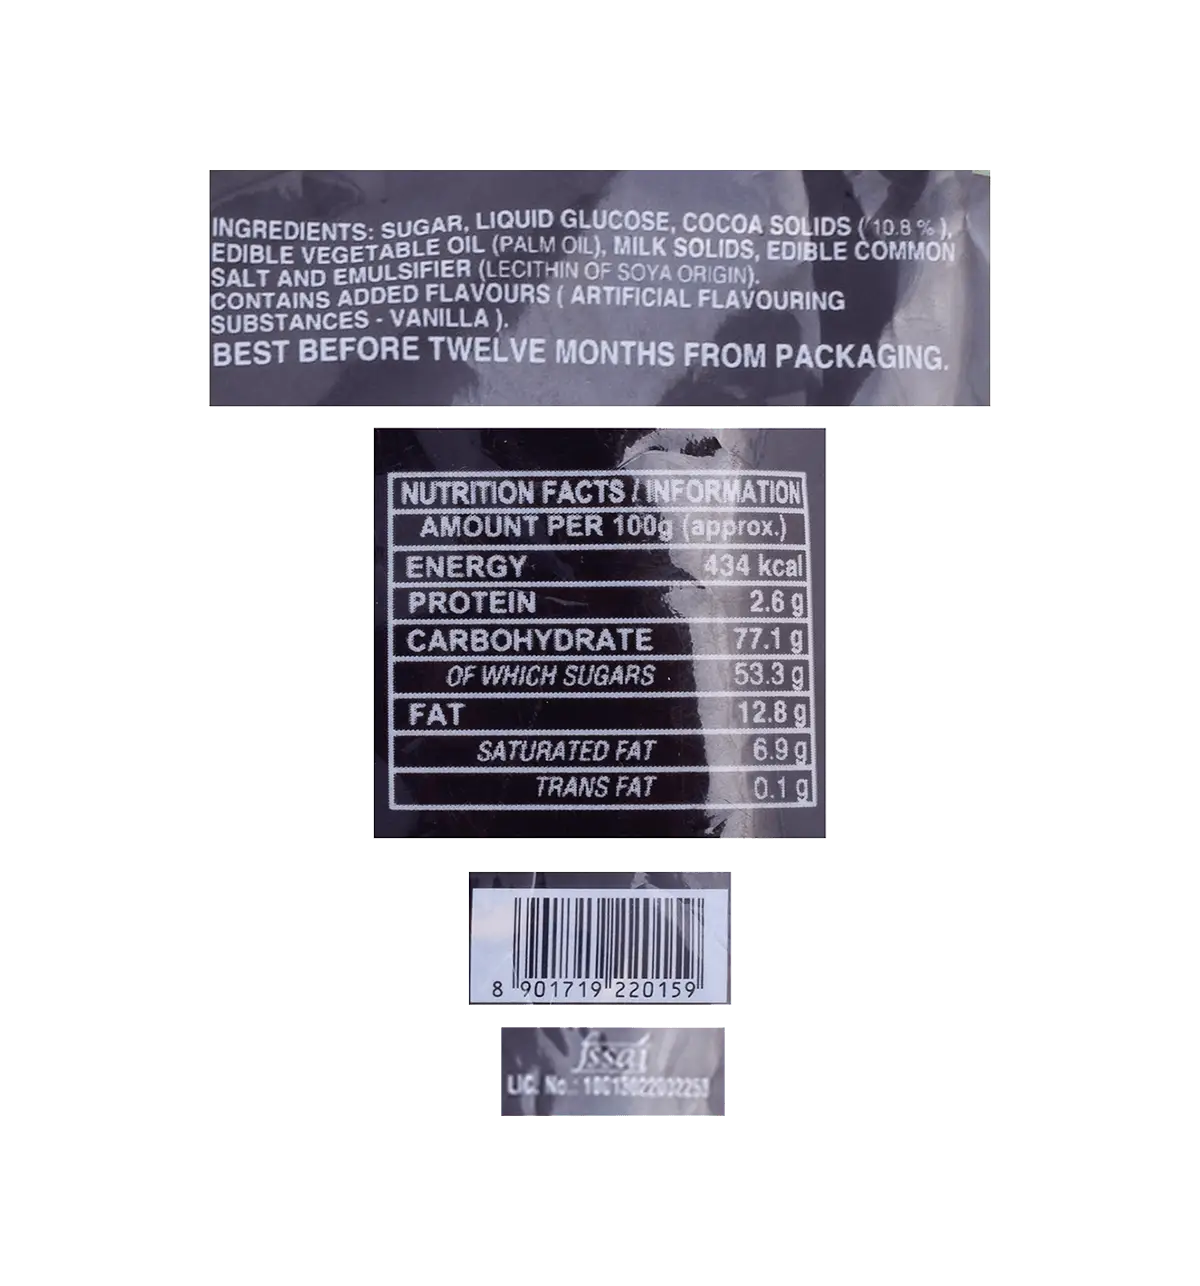 INGREDIENTS: SUGAR, LIQUID GLUCOSE, COCOA SOLIDS ( 10.8 % ),
EDIBLE VEGETABLE OIL (PALM OIL), MILK SOLIDS, EDIBLE COMMON
SALT AND EMULSIFIER (LECITHIN OF SOYA ORIGIN).
CONTAINS ADDED FLAVOURS ( ARTIFICIAL FLAVOURING
SUBSTANCES - VANILLA ).
BEST BEFORE TWELVE MONTHS FROM PACKAGING.
NUTRITION FACTS / INFORMATION
AMOUNT PER 100g (approx.)
ENERGY 434 kcal
PROTEIN 2.6 g
CARBOHYDRATE 77.1 g
OF WHICH SUGARS 53.3 g
FAT 12.8 g
SATURATED FAT 6.9 g
TRANS FAT 0.1 g
8 901719 220159
fssai
LIC. No.: